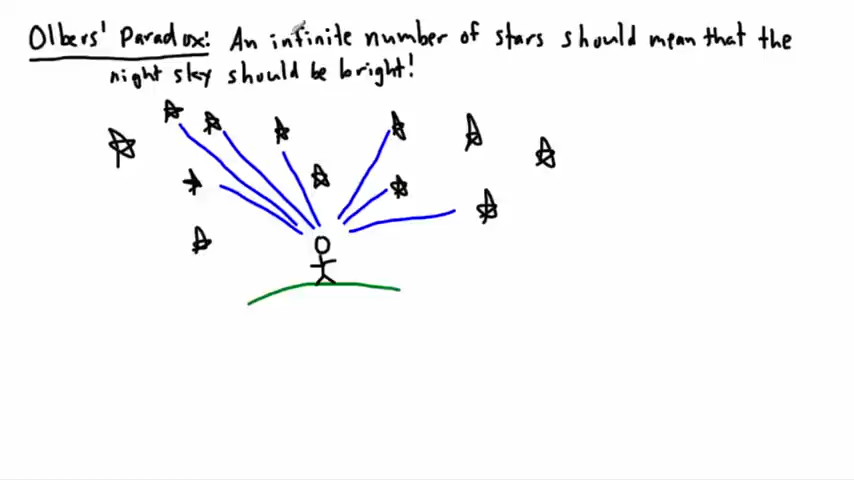 Olbers' Paradox: An infinite number of stars should mean that the
night sky should be bright!